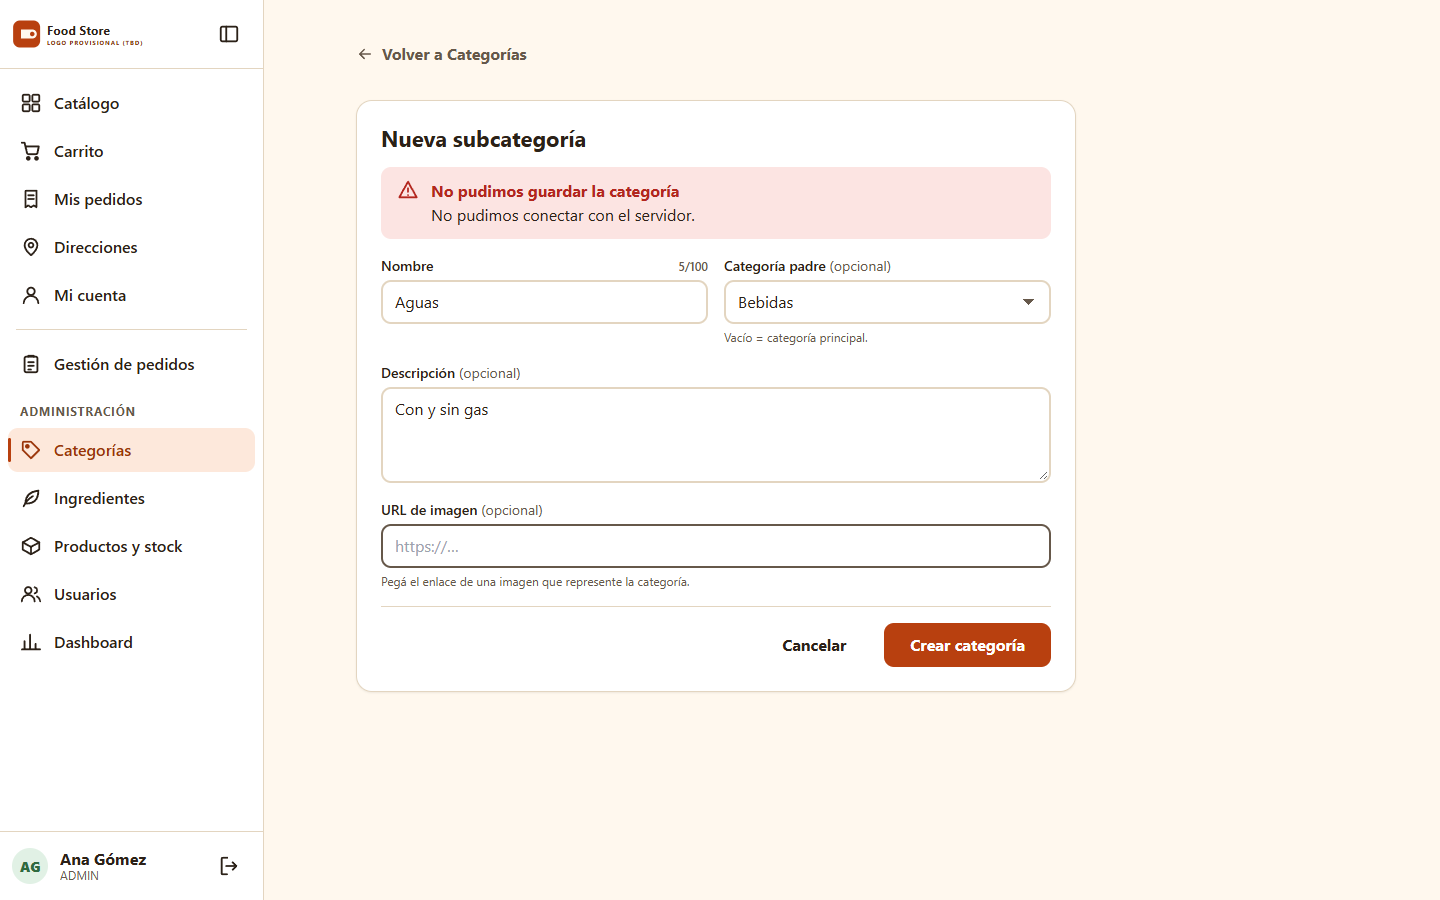 Food Store
LOGO PROVISIONAL (TBD)
Catálogo
Carrito
Mis pedidos
Direcciones
Mi cuenta
Gestión de pedidos
ADMINISTRACIÓN
Categorías
Ingredientes
Productos y stock
Usuarios
Dashboard
AG
Ana Gómez
ADMIN
Volver a Categorías
Nueva subcategoría
No pudimos guardar la categoría
No pudimos conectar con el servidor.
Nombre 5/100
Aguas
Categoría padre (opcional)
Bebidas
Vacío = categoría principal.
Descripción (opcional)
Con y sin gas
URL de imagen (opcional)
https://...
Pegá el enlace de una imagen que represente la categoría.
Cancelar
Crear categoría